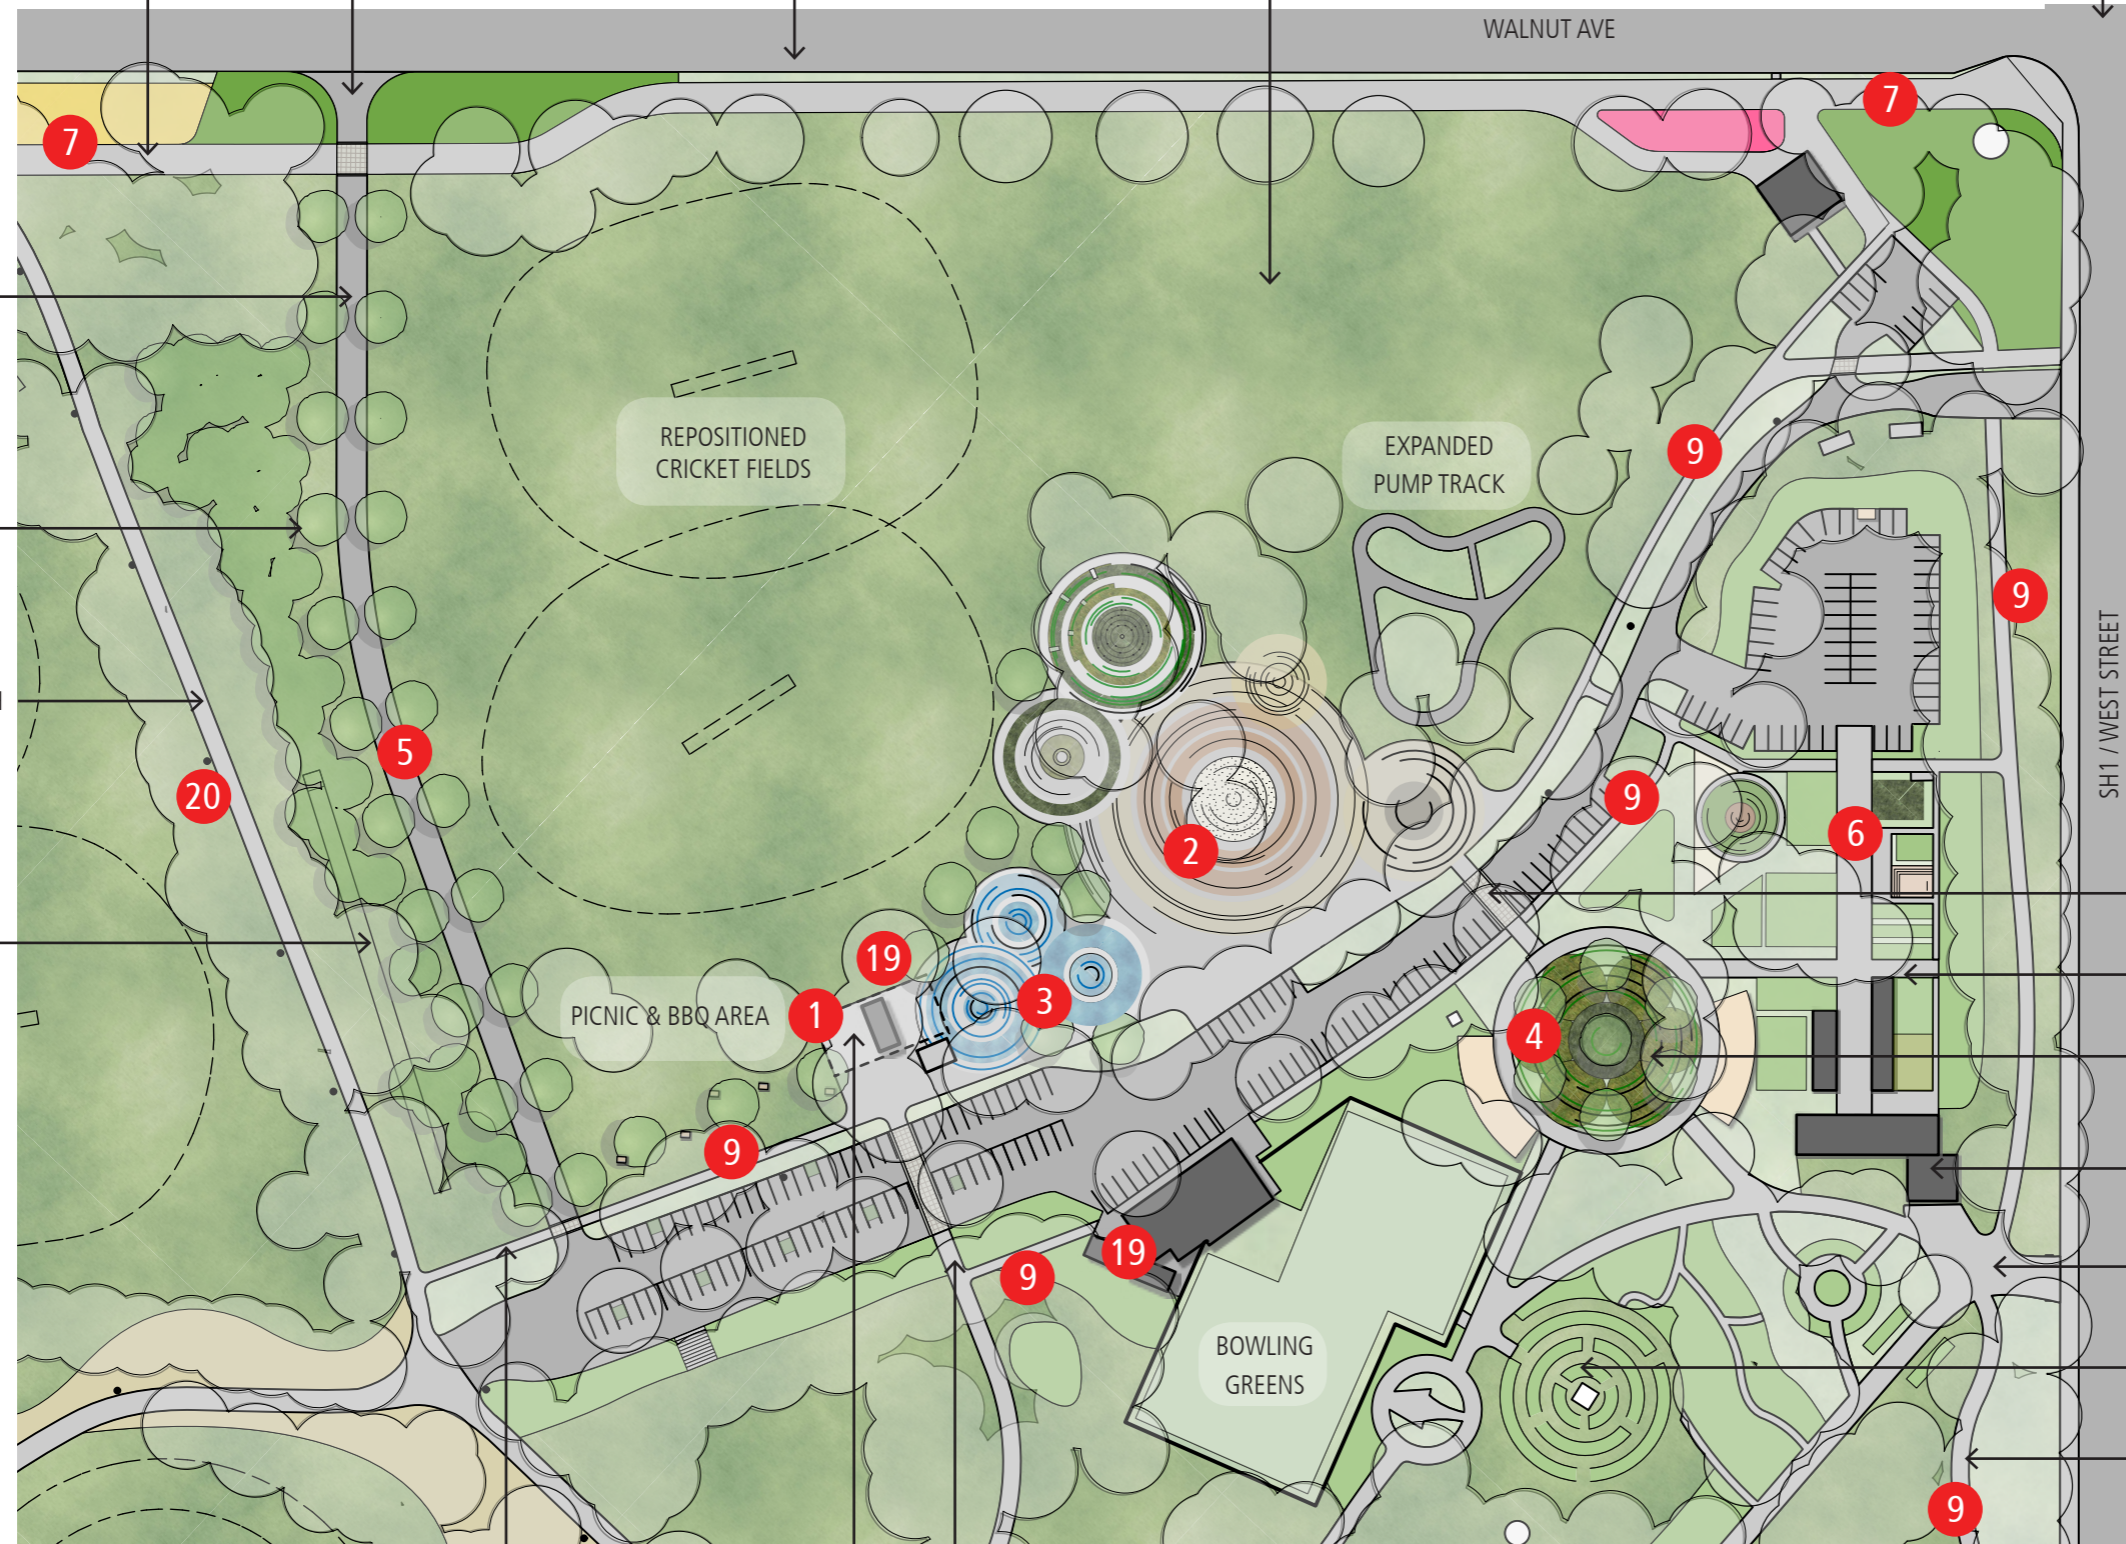 WALNUT AVE
7
7
REPOSITIONED
CRICKET FIELDS
EXPANDED
PUMP TRACK
9
9
SH1 / WEST STREET
5
20
9
6
2
19
3
PICNIC & BBQ AREA
1
4
9
19
9
BOWLING
GREENS
9